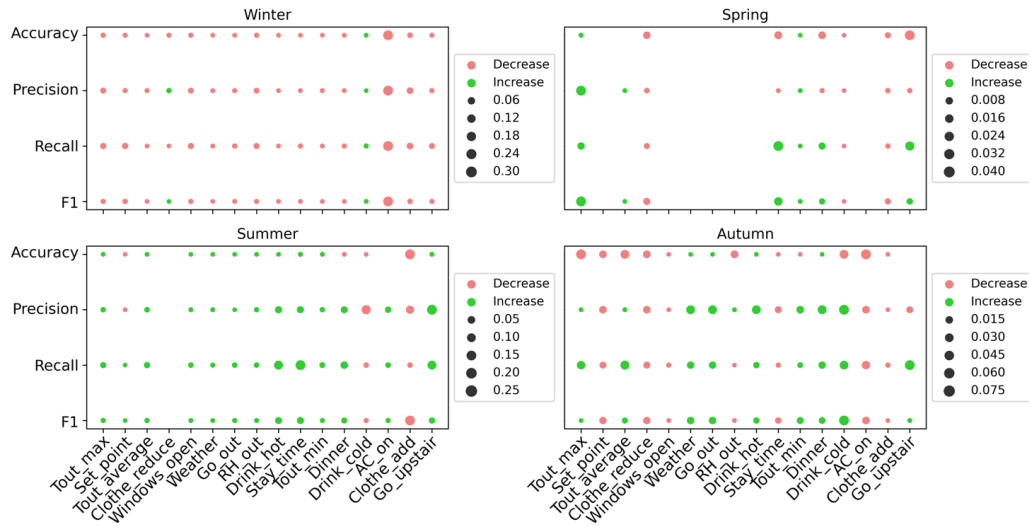 Winter
Spring
Accuracy
Precision
Recall
F1
Decrease
Increase
0.06
0.12
0.18
0.24
0.30
Decrease
Increase
0.008
0.016
0.024
0.032
0.040
Summer
Autumn
Accuracy
Precision
Recall
F1
Decrease
Increase
0.05
0.10
0.15
0.20
0.25
Decrease
Increase
0.015
0.030
0.045
0.060
0.075
Tout_max
Set_point
Tout_average
Clothe_reduce
Windows_open
Weather
Go_out
RH_out
Drink_hot
Stay_time
Tout_min
Dinner
Drink_cold
AC_on
Clothe_add
Go_upstair
Tout_max
Set_point
Tout_average
Clothe_reduce
Windows_open
Weather
Go_out
RH_out
Drink_hot
Stay_time
Tout_min
Dinner
Drink_cold
AC_on
Clothe_add
Go_upstair